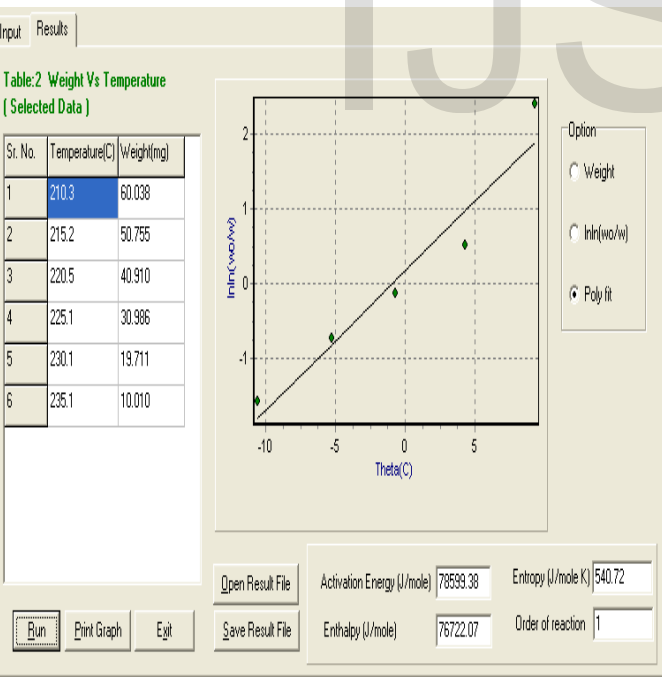 IJS
Input Results
Table:2 Weight Vs Temperature
( Selected Data )
Sr. No. Temperature(C) Weight(mg)
1 210.3 60.038
2 215.2 50.755
3 220.5 40.910
4 225.1 30.986
5 230.1 19.711
6 235.1 10.010
lnln(wo/w)
2
1
0
-1
-10 -5 0 5
Theta(C)
Option
Weight
lnln(wo/w)
Poly fit
Run Print Graph Exit
Open Result File
Save Result File
Activation Energy (J/mole) 78599.38 Entropy (J/mole K) 540.72
Enthalpy (J/mole) 76722.07 Order of reaction 1